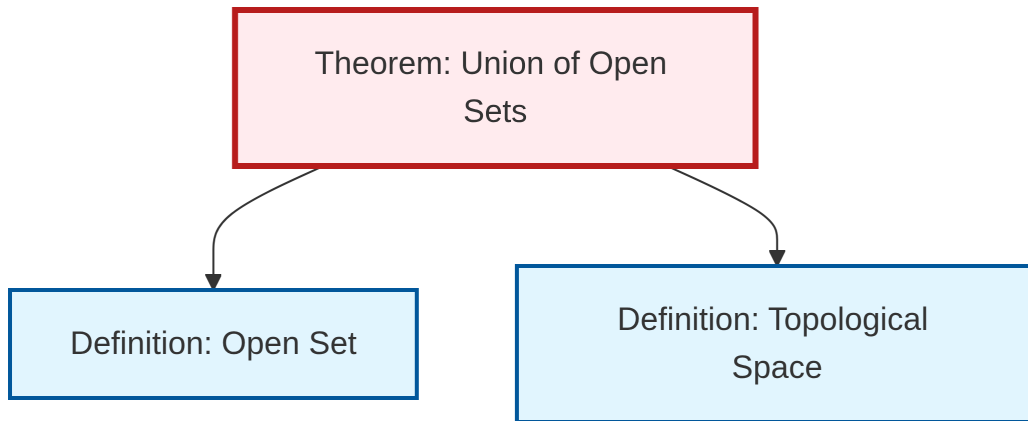 Theorem: Union of Open
Sets
Definition: Open Set
Definition: Topological
Space